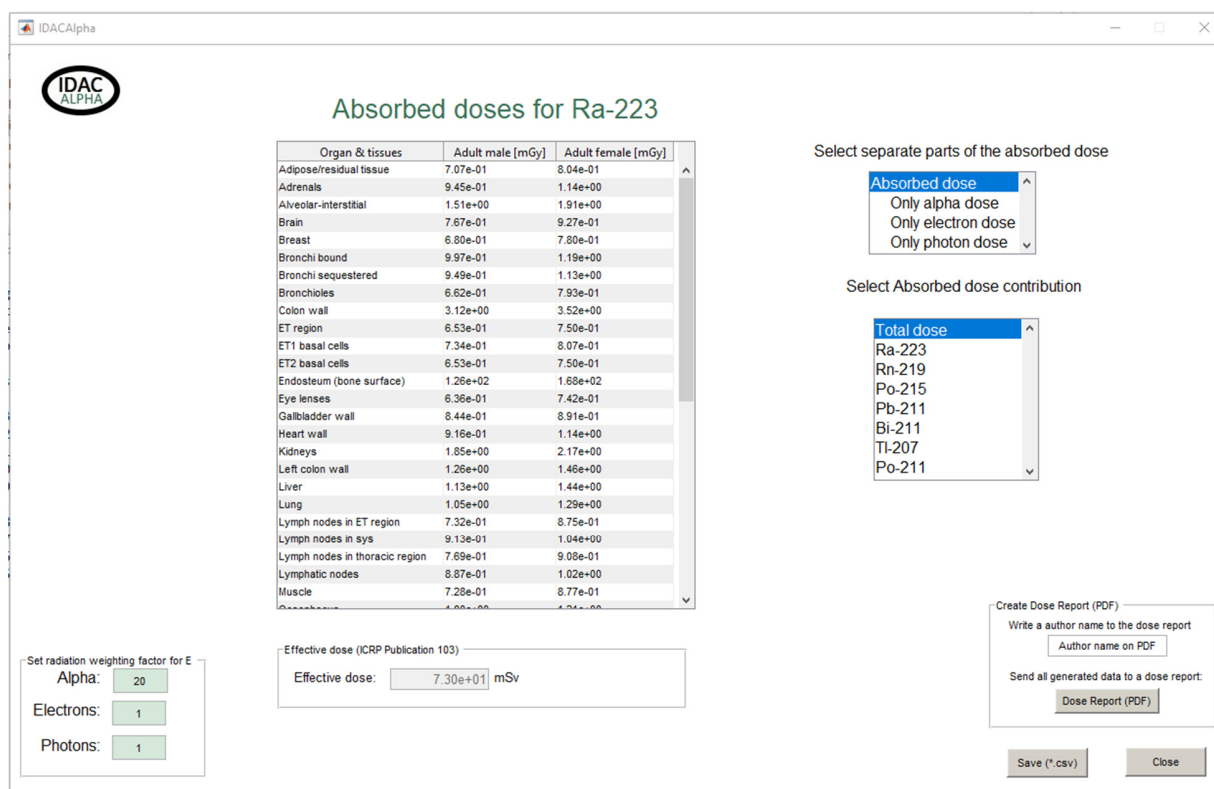 IDACAlpha
IDAC
ALPHA
Absorbed doses for Ra-223
Organ & tissues Adult male [mGy] Adult female [mGy]
Adipose/residual tissue 7.07e-01 8.04e-01
Adrenals 9.45e-01 1.14e+00
Alveolar-interstitial 1.51e+00 1.91e+00
Brain 7.67e-01 9.27e-01
Breast 6.80e-01 7.80e-01
Bronchi bound 9.97e-01 1.19e+00
Bronchi sequestered 9.49e-01 1.13e+00
Bronchioles 6.62e-01 7.93e-01
Colon wall 3.12e+00 3.52e+00
ET region 6.53e-01 7.50e-01
ET1 basal cells 7.34e-01 8.07e-01
ET2 basal cells 6.53e-01 7.50e-01
Endosteum (bone surface) 1.26e+02 1.68e+02
Eye lenses 6.36e-01 7.42e-01
Gallbladder wall 8.44e-01 8.91e-01
Heart wall 9.16e-01 1.14e+00
Kidneys 1.85e+00 2.17e+00
Left colon wall 1.26e+00 1.46e+00
Liver 1.13e+00 1.44e+00
Lung 1.05e+00 1.29e+00
Lymph nodes in ET region 7.32e-01 8.75e-01
Lymph nodes in sys 9.13e-01 1.04e+00
Lymph nodes in thoracic region 7.69e-01 9.08e-01
Lymphatic nodes 8.87e-01 1.02e+00
Muscle 7.28e-01 8.77e-01
Select separate parts of the absorbed dose
Absorbed dose
Only alpha dose
Only electron dose
Only photon dose
Select Absorbed dose contribution
Total dose
Ra-223
Rn-219
Po-215
Pb-211
Bi-211
Tl-207
Po-211
Set radiation weighting factor for E
Alpha: 20
Electrons: 1
Photons: 1
Effective dose (ICRP Publication 103)
Effective dose: 7.30e+01 mSv
Create Dose Report (PDF)
Write a author name to the dose report
Author name on PDF
Send all generated data to a dose report:
Dose Report (PDF)
Save (*.csv) Close